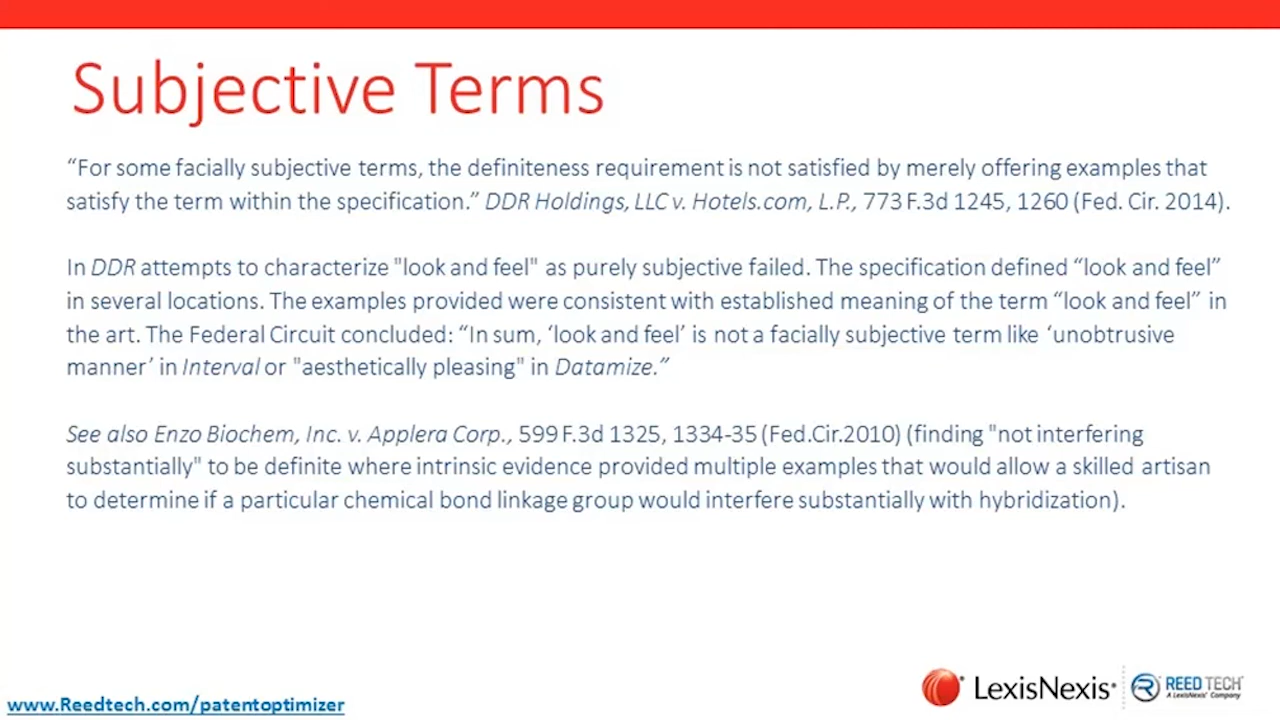 Subjective Terms
“For some facially subjective terms, the definiteness requirement is not satisfied by merely offering examples that
satisfy the term within the specification.” DDR Holdings, LLC v. Hotels.com, L.P., 773 F.3d 1245, 1260 (Fed. Cir. 2014).
In DDR attempts to characterize "look and feel" as purely subjective failed. The specification defined “look and feel”
in several locations. The examples provided were consistent with established meaning of the term “look and feel” in
the art. The Federal Circuit concluded: “In sum, ‘look and feel’ is not a facially subjective term like ‘unobtrusive
manner’ in Interval or "aesthetically pleasing" in Datamize.”
See also Enzo Biochem, Inc. v. Applera Corp., 599 F.3d 1325, 1334-35 (Fed.Cir.2010) (finding "not interfering
substantially" to be definite where intrinsic evidence provided multiple examples that would allow a skilled artisan
to determine if a particular chemical bond linkage group would interfere substantially with hybridization).
www.Reedtech.com/patentoptimizer
LexisNexis®
REED TECH
A LexisNexis® Company